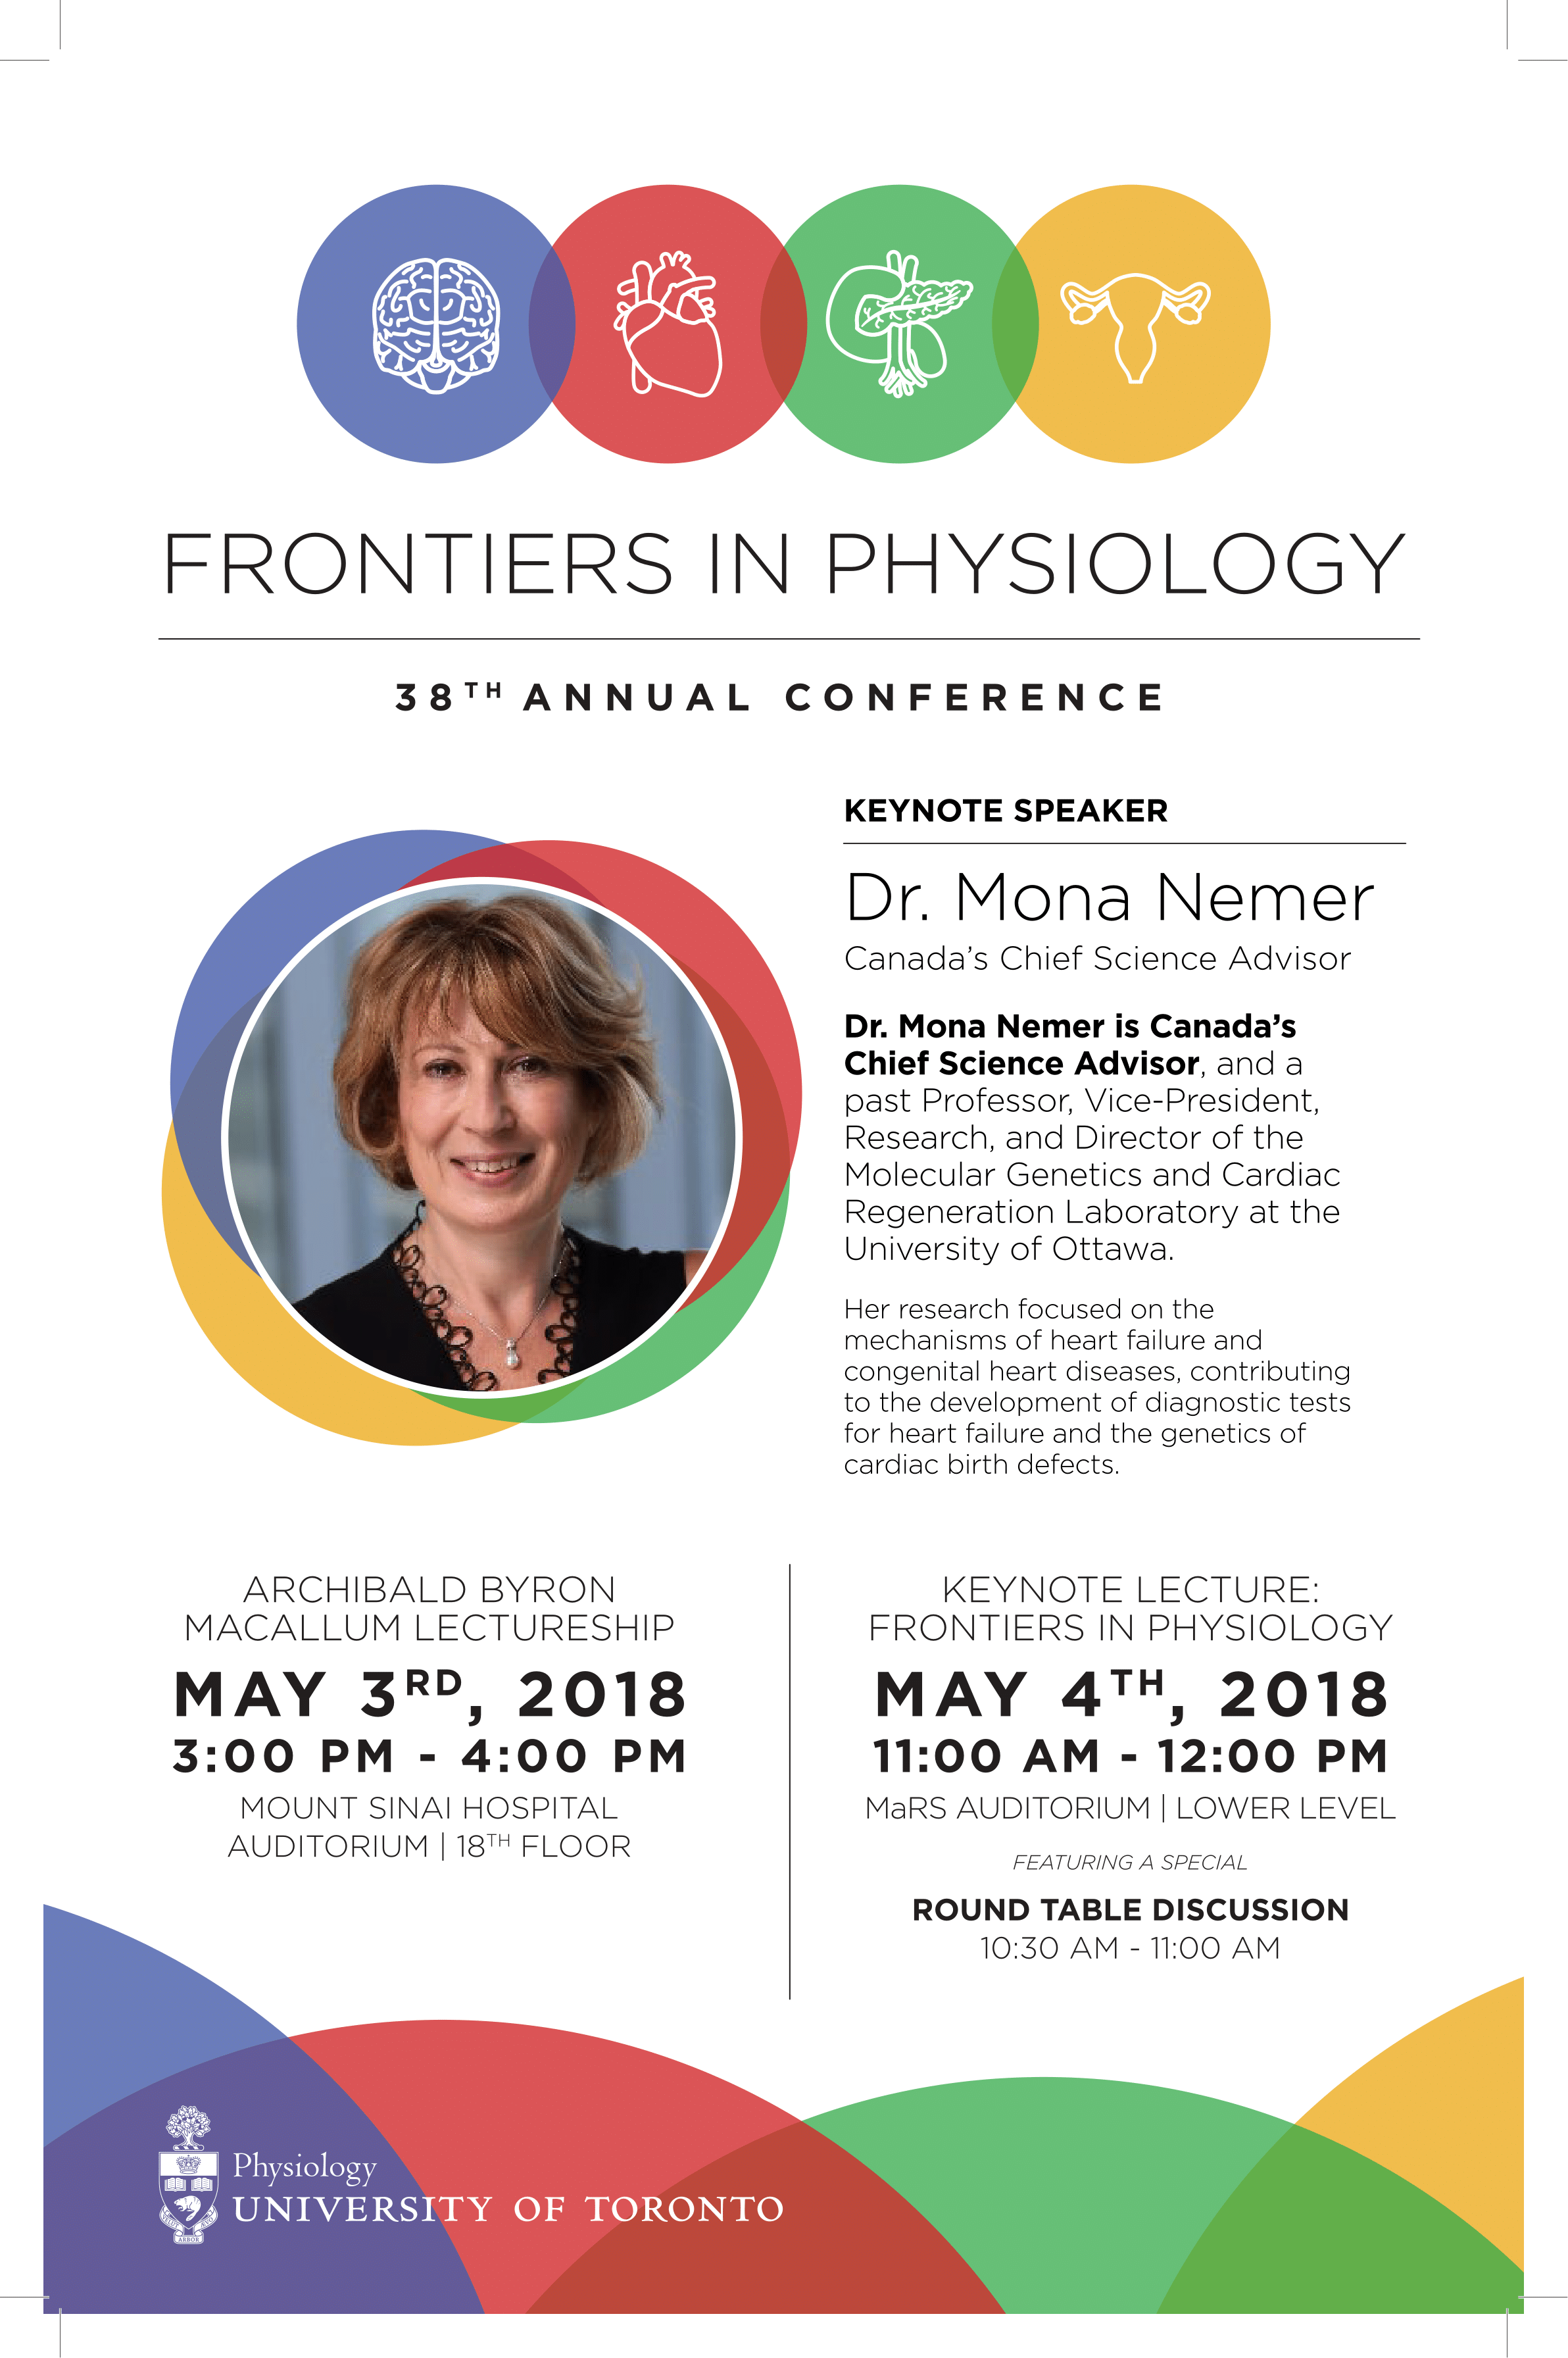 FRONTIERS IN PHYSIOLOGY
38TH ANNUAL CONFERENCE
KEYNOTE SPEAKER
Dr. Mona Nemer
Canada's Chief Science Advisor
Dr. Mona Nemer is Canada's
Chief Science Advisor, and a
past Professor, Vice-President,
Research, and Director of the
Molecular Genetics and Cardiac
Regeneration Laboratory at the
University of Ottawa.
Her research focused on the
mechanisms of heart failure and
congenital heart diseases, contributing
to the development of diagnostic tests
for heart failure and the genetics of
cardiac birth defects.
ARCHIBALD BYRON
MACALLUM LECTURESHIP
MAY 3RD, 2018
3:00 PM - 4:00 PM
MOUNT SINAI HOSPITAL
AUDITORIUM | 18TH FLOOR
KEYNOTE LECTURE:
FRONTIERS IN PHYSIOLOGY
MAY 4TH, 2018
11:00 AM - 12:00 PM
MaRS AUDITORIUM | LOWER LEVEL
FEATURING A SPECIAL
ROUND TABLE DISCUSSION
10:30 AM - 11:00 AM
Physiology
UNIVERSITY OF TORONTO
ARBOR